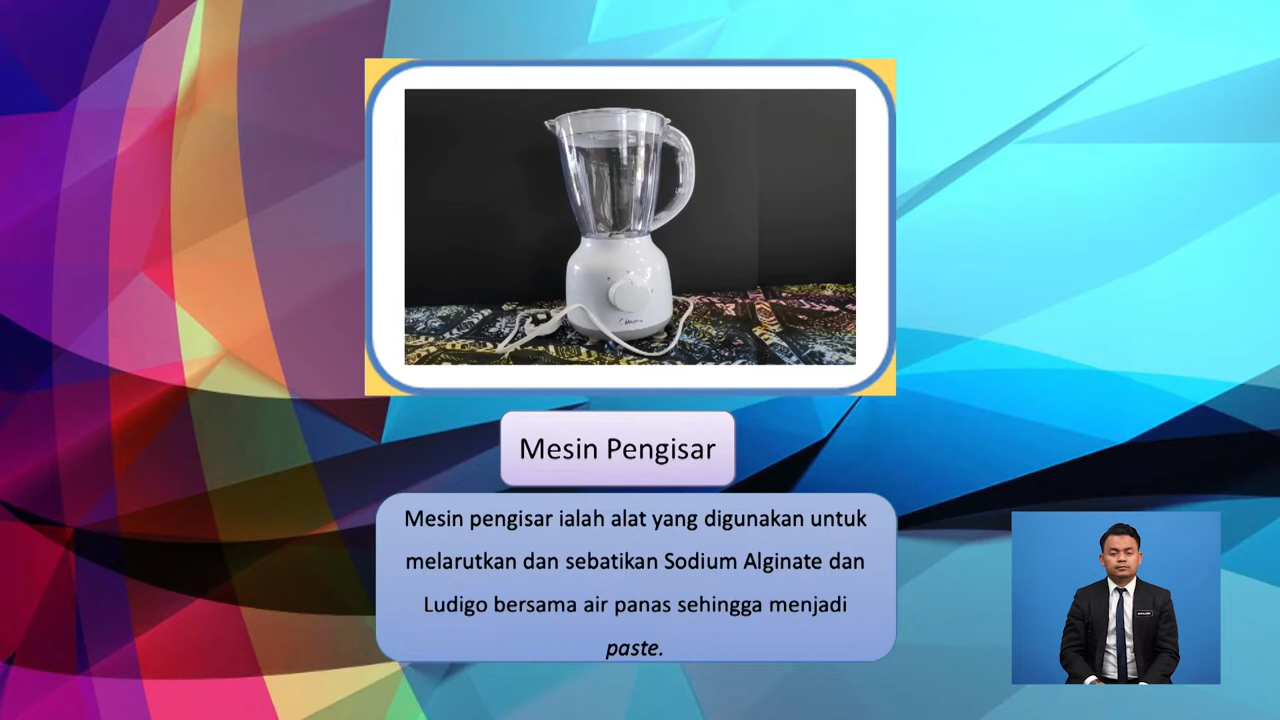 Mesin Pengisar
Mesin pengisar ialah alat yang digunakan untuk
melarutkan dan sebatikan Sodium Alginate dan
Ludigo bersama air panas sehingga menjadi
paste.